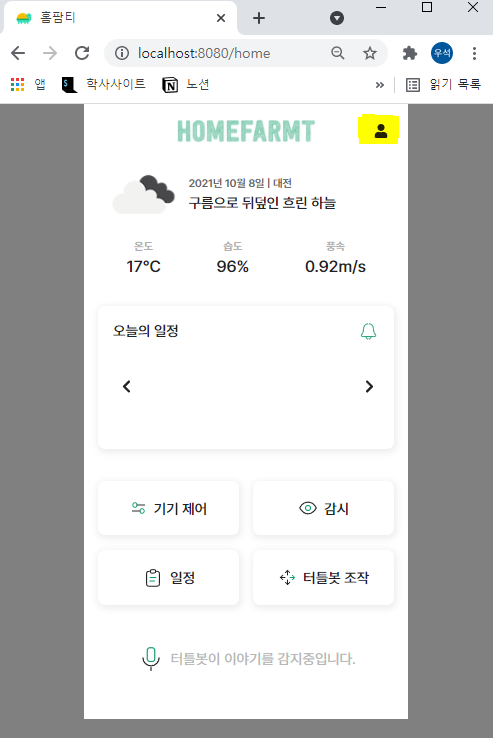 홈팜티
localhost:8080/home
우석
앱
학사사이트
노션
»
읽기 목록
HOMEFARMT
2021년 10월 8일 | 대전
구름으로 뒤덮인 흐린 하늘
온도 습도 풍속
17°C 96% 0.92m/s
오늘의 일정
기기 제어
감시
일정
터틀봇 조작
터틀봇이 이야기를 감지중입니다.